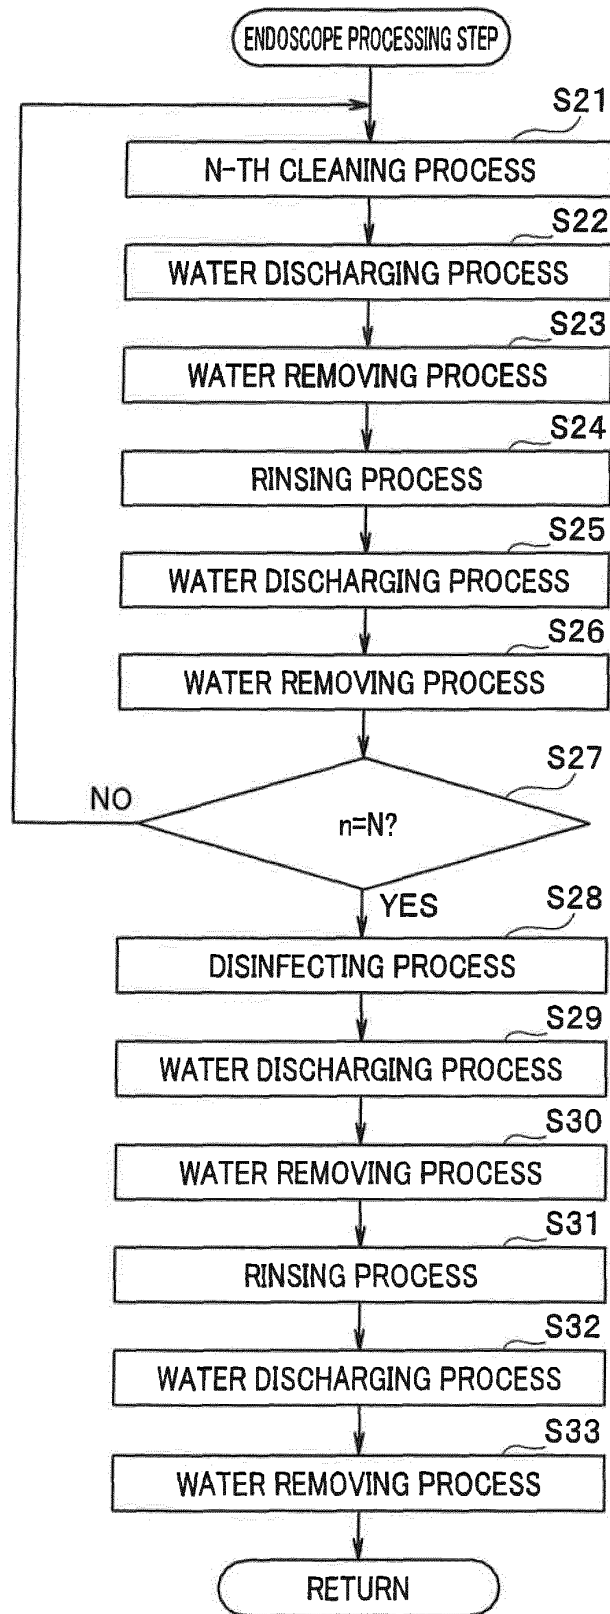 ENDOSCOPE PROCESSING STEP
S21
N-TH CLEANING PROCESS
S22
WATER DISCHARGING PROCESS
S23
WATER REMOVING PROCESS
S24
RINSING PROCESS
S25
WATER DISCHARGING PROCESS
S26
WATER REMOVING PROCESS
S27
NO
n=N?
YES
S28
DISINFECTING PROCESS
S29
WATER DISCHARGING PROCESS
S30
WATER REMOVING PROCESS
S31
RINSING PROCESS
S32
WATER DISCHARGING PROCESS
S33
WATER REMOVING PROCESS
RETURN